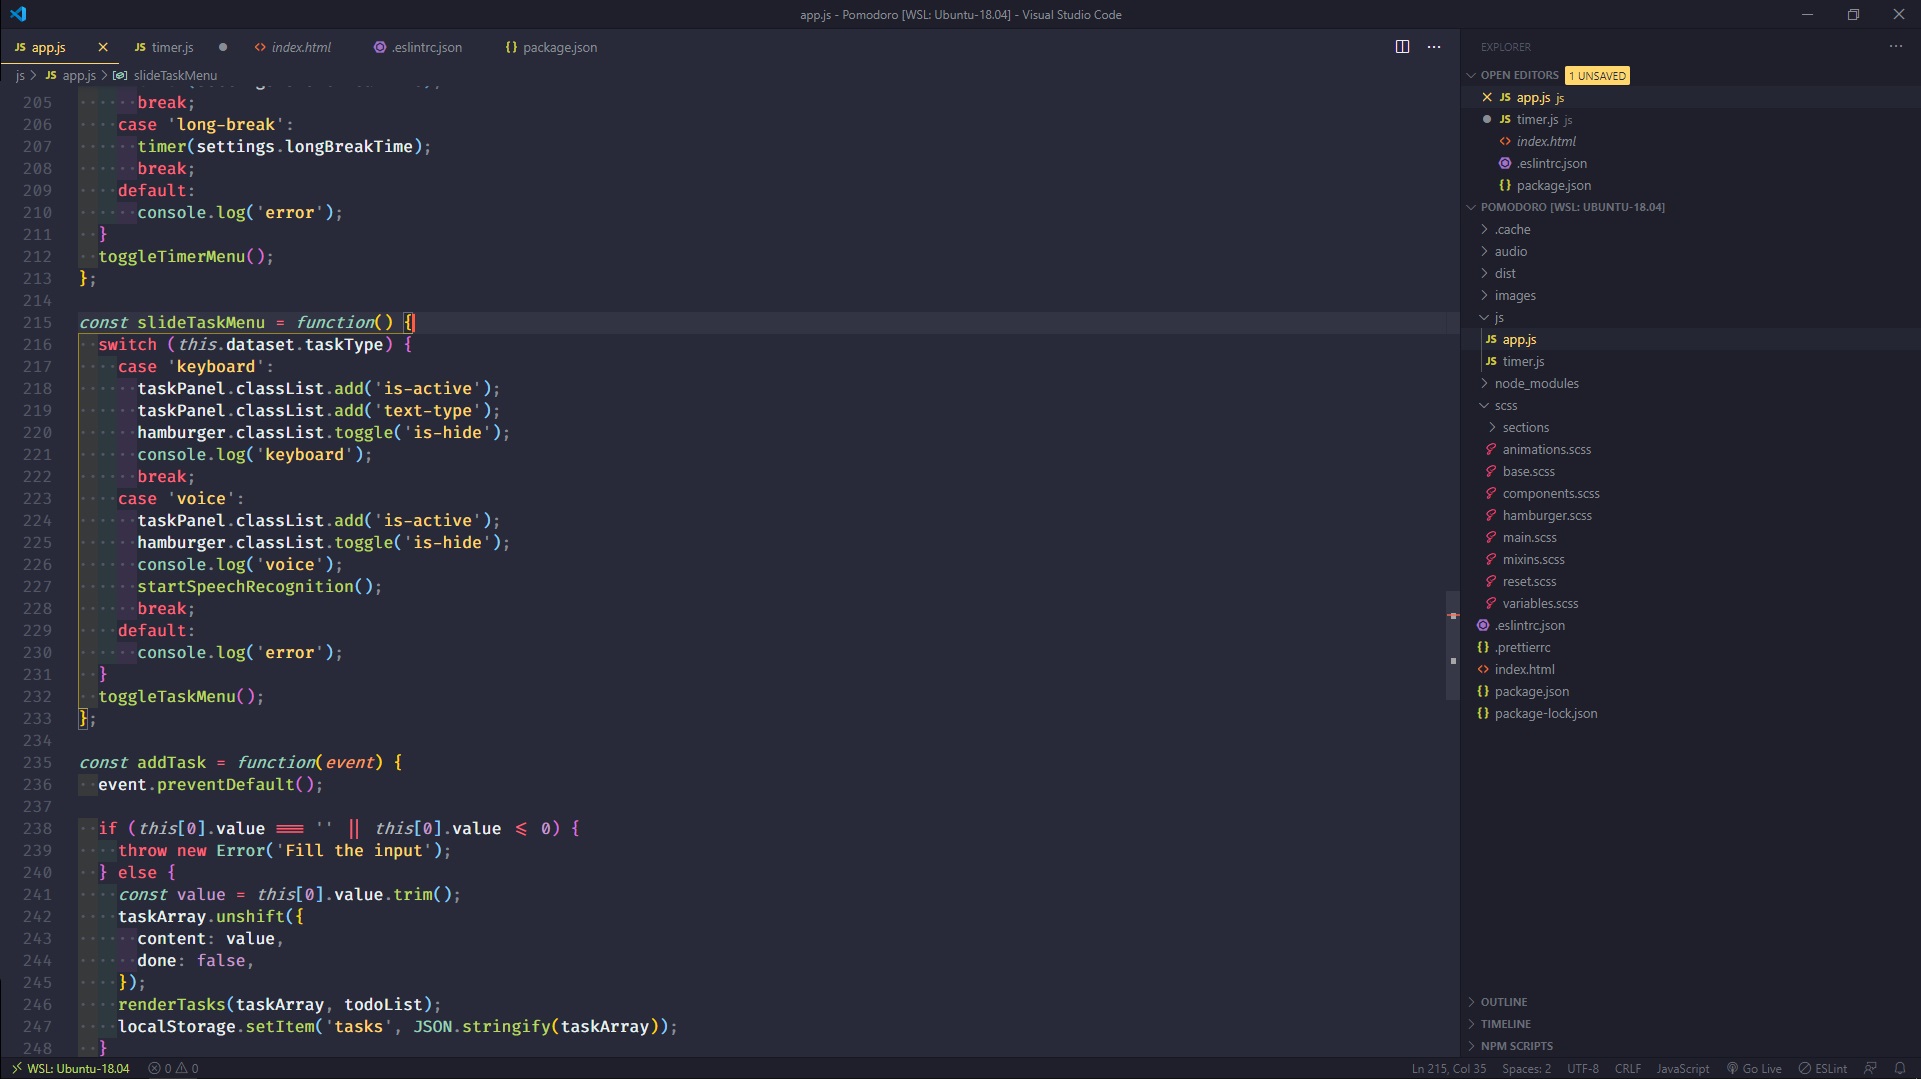 app.js - Pomodoro [WSL: Ubuntu-18.04] - Visual Studio Code
JS app.js
JS timer.js
<> index.html
.eslintrc.json
{} package.json
js > JS app.js > slideTaskMenu
205 break;
206 case 'long-break':
207 timer(settings.longBreakTime);
208 break;
209 default:
210 console.log('error');
211 }
212 toggleTimerMenu();
213 };
214
215 const slideTaskMenu = function() {
216 switch (this.dataset.taskType) {
217 case 'keyboard':
218 taskPanel.classList.add('is-active');
219 taskPanel.classList.add('text-type');
220 hamburger.classList.toggle('is-hide');
221 console.log('keyboard');
222 break;
223 case 'voice':
224 taskPanel.classList.add('is-active');
225 hamburger.classList.toggle('is-hide');
226 console.log('voice');
227 startSpeechRecognition();
228 break;
229 default:
230 console.log('error');
231 }
232 toggleTaskMenu();
233 };
234
235 const addTask = function(event) {
236 event.preventDefault();
237
238 if (this[0].value === '' || this[0].value <= 0) {
239 throw new Error('Fill the input');
240 } else {
241 const value = this[0].value.trim();
242 taskArray.unshift({
243 content: value,
244 done: false,
245 });
246 renderTasks(taskArray, todoList);
247 localStorage.setItem('tasks', JSON.stringify(taskArray));
248 }
EXPLORER
OPEN EDITORS 1 UNSAVED
JS app.js js
JS timer.js js
<> index.html
.eslintrc.json
{} package.json
POMODORO [WSL: UBUNTU-18.04]
.cache
audio
dist
images
js
JS app.js
JS timer.js
node_modules
scss
sections
animations.scss
base.scss
components.scss
hamburger.scss
main.scss
mixins.scss
reset.scss
variables.scss
.eslintrc.json
{} .prettierrc
<> index.html
{} package.json
{} package-lock.json
OUTLINE
TIMELINE
NPM SCRIPTS
WSL: Ubuntu-18.04 0 0 Ln 215, Col 35 Spaces: 2 UTF-8 CRLF JavaScript Go Live ESLint